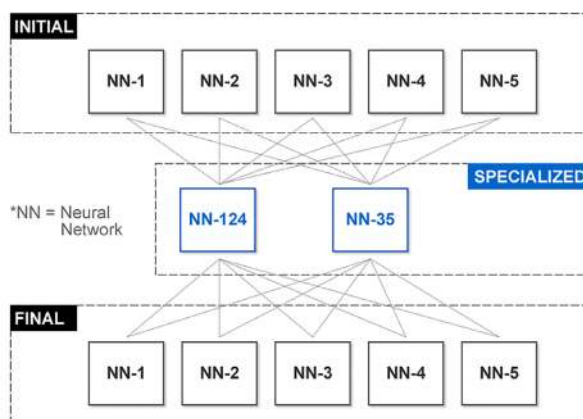 INITIAL
NN-1 NN-2 NN-3 NN-4 NN-5
SPECIALIZED
*NN = Neural
Network
NN-124 NN-35
FINAL
NN-1 NN-2 NN-3 NN-4 NN-5